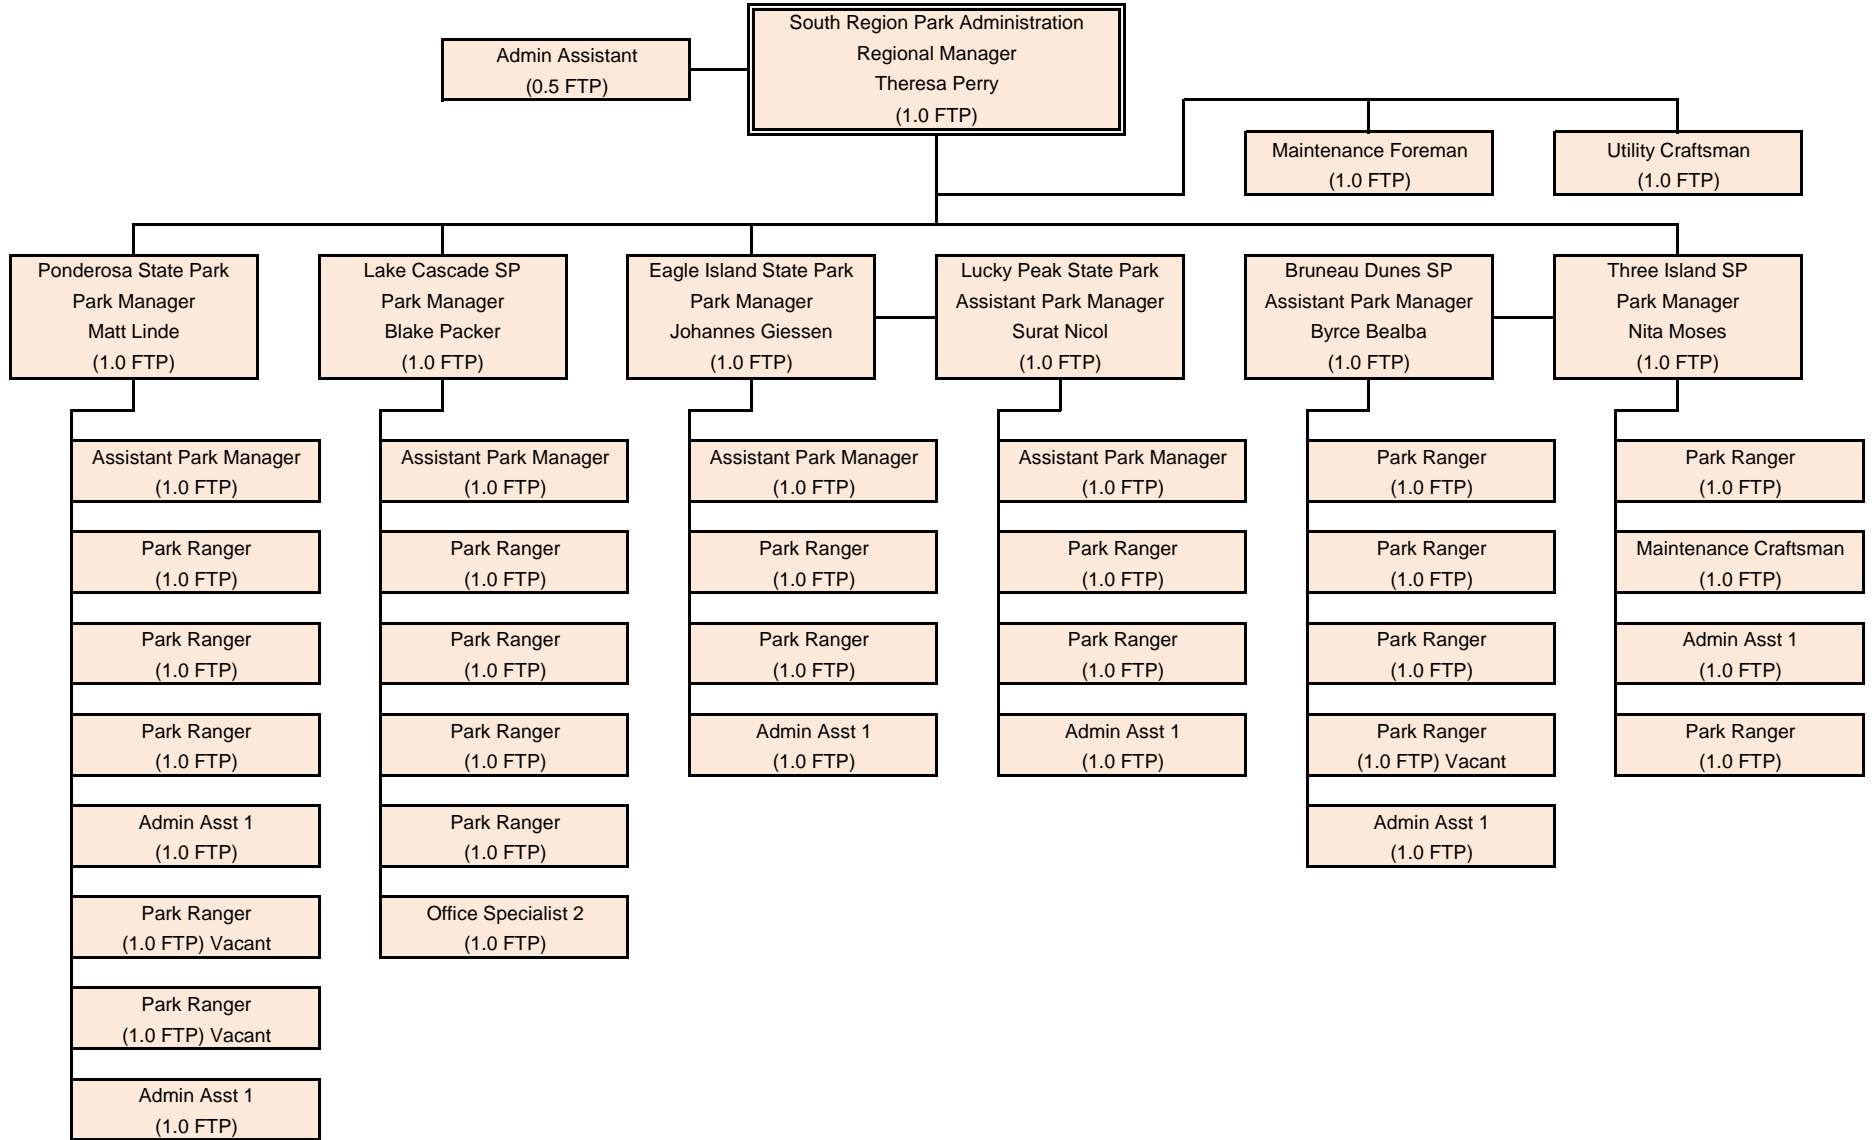 South Region Park Administration
Regional Manager
Theresa Perry
(1.0 FTP)
Admin Assistant
(0.5 FTP)
Maintenance Foreman
(1.0 FTP)
Utility Craftsman
(1.0 FTP)
Ponderosa State Park
Park Manager
Matt Linde
(1.0 FTP)
Lake Cascade SP
Park Manager
Blake Packer
(1.0 FTP)
Eagle Island State Park
Park Manager
Johannes Giessen
(1.0 FTP)
Lucky Peak State Park
Assistant Park Manager
Surat Nicol
(1.0 FTP)
Bruneau Dunes SP
Assistant Park Manager
Byrce Bealba
(1.0 FTP)
Three Island SP
Park Manager
Nita Moses
(1.0 FTP)
Assistant Park Manager
(1.0 FTP)
Park Ranger
(1.0 FTP)
Park Ranger
(1.0 FTP)
Park Ranger
(1.0 FTP)
Admin Asst 1
(1.0 FTP)
Park Ranger
(1.0 FTP) Vacant
Park Ranger
(1.0 FTP) Vacant
Admin Asst 1
(1.0 FTP)
Assistant Park Manager
(1.0 FTP)
Park Ranger
(1.0 FTP)
Park Ranger
(1.0 FTP)
Park Ranger
(1.0 FTP)
Park Ranger
(1.0 FTP)
Office Specialist 2
(1.0 FTP)
Assistant Park Manager
(1.0 FTP)
Park Ranger
(1.0 FTP)
Park Ranger
(1.0 FTP)
Admin Asst 1
(1.0 FTP)
Assistant Park Manager
(1.0 FTP)
Park Ranger
(1.0 FTP)
Park Ranger
(1.0 FTP)
Admin Asst 1
(1.0 FTP)
Park Ranger
(1.0 FTP)
Park Ranger
(1.0 FTP)
Park Ranger
(1.0 FTP)
Park Ranger
(1.0 FTP) Vacant
Admin Asst 1
(1.0 FTP)
Park Ranger
(1.0 FTP)
Maintenance Craftsman
(1.0 FTP)
Admin Asst 1
(1.0 FTP)
Park Ranger
(1.0 FTP)